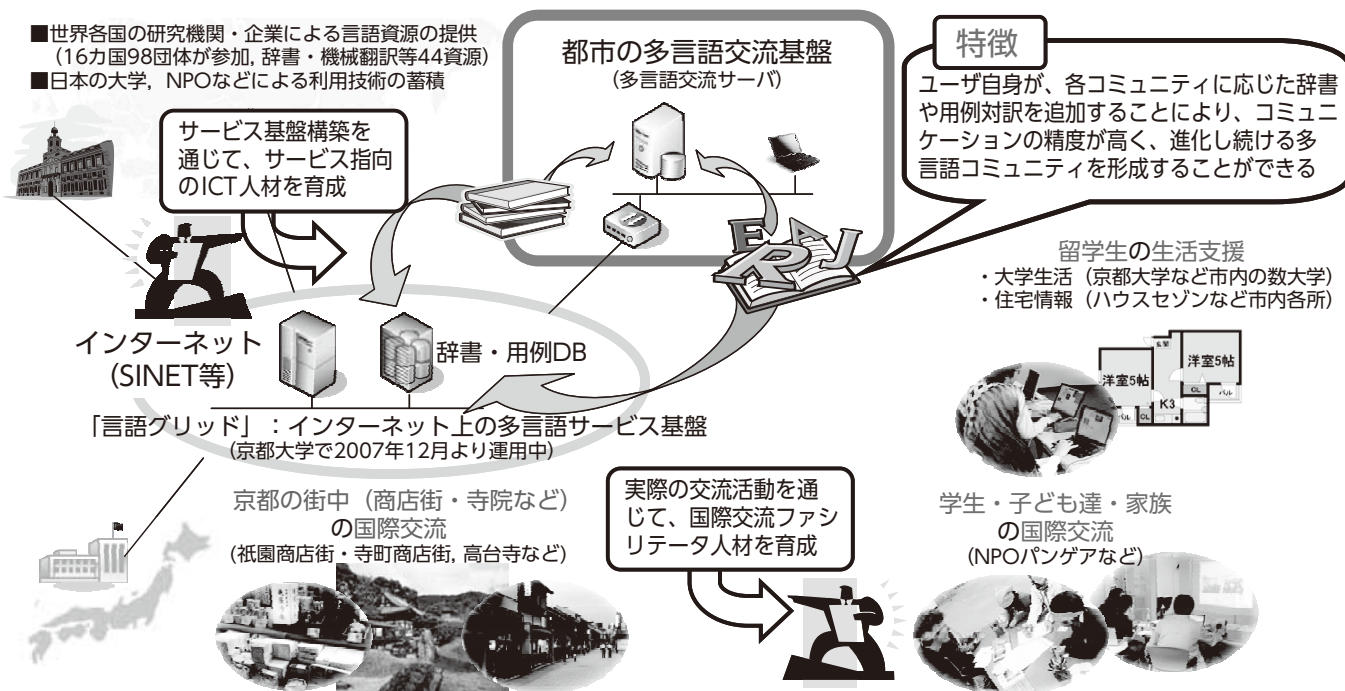 ■世界各国の研究機関・企業による言語資源の提供
(16カ国98団体が参加, 辞書・機械翻訳等44資源)
■日本の大学，NPOなどによる利用技術の蓄積
都市の多言語交流基盤
(多言語交流サーバ)
特徴
ユーザ自身が、各コミュニティに応じた辞書
や用例対訳を追加することにより、コミュニ
ケーションの精度が高く、進化し続ける多
言語コミュニティを形成することができる
サービス基盤構築を
通じて、サービス指向
のICT人材を育成
E R A J
留学生の生活支援
・大学生活（京都大学など市内の数大学）
・住宅情報（ハウスセゾンなど市内各所）
インターネット
(SINET等)
辞書・用例DB
玄関
洋室5帖
洋室5帖
CL
K3
バル
CL
バル
「言語グリッド」：インターネット上の多言語サービス基盤
(京都大学で2007年12月より運用中)
京都の街中（商店街・寺院など）
の国際交流
(祇園商店街・寺町商店街, 高台寺など)
実際の交流活動を通
じて、国際交流ファシ
リテータ人材を育成
学生・子ども達・家族
の国際交流
(NPOパンゲアなど)